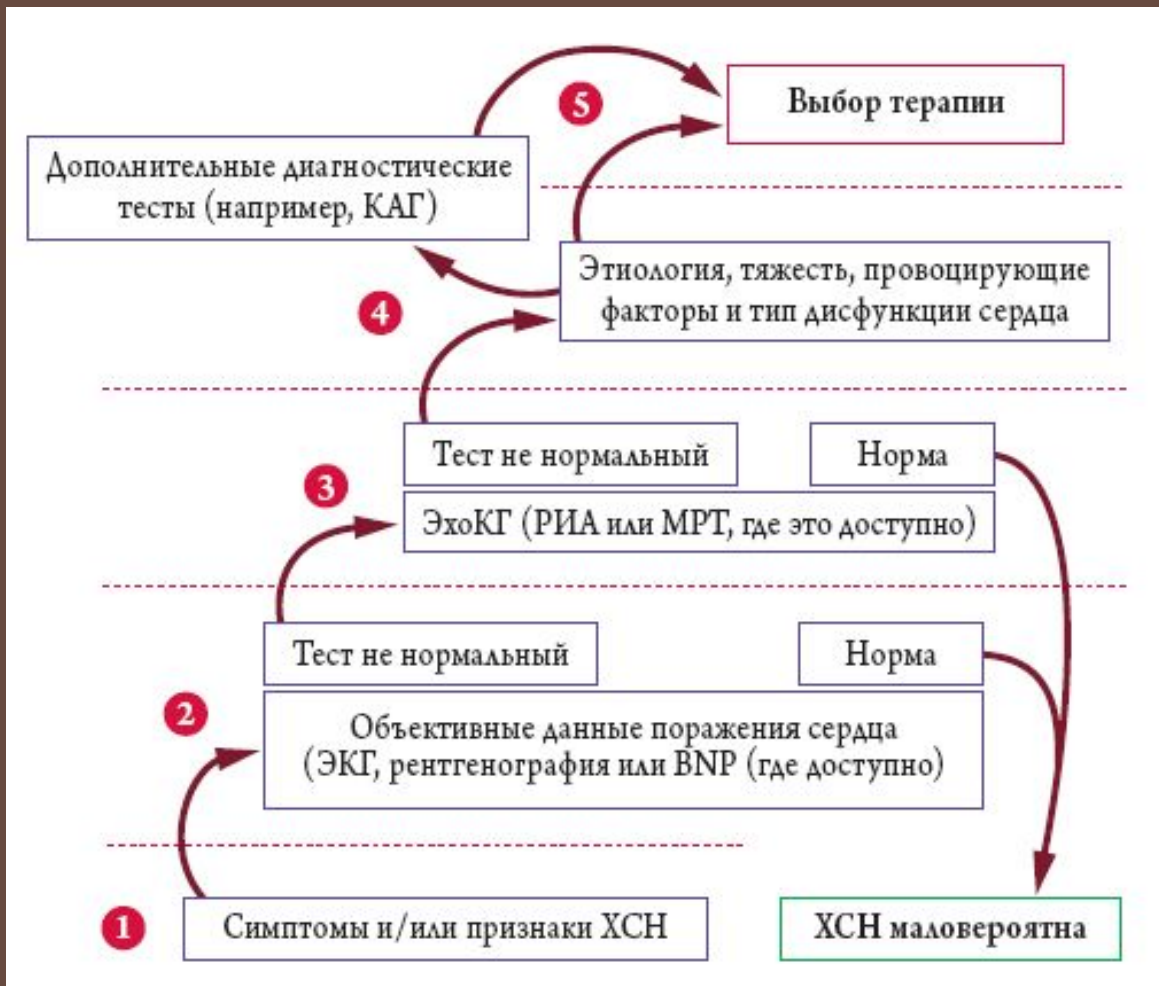 5
Выбор терапии
Дополнительные диагностические
тесты (например, КАГ)
Этиология, тяжесть, провоцирующие
факторы и тип дисфункции сердца
4
Тест не нормальный
Норма
3
ЭхоКГ (РИА или МРТ, где это доступно)
Тест не нормальный
Норма
2
Объективные данные поражения сердца
(ЭКГ, рентгенография или BNP (где доступно)
1
Симптомы и/или признаки ХСН
ХСН маловероятна